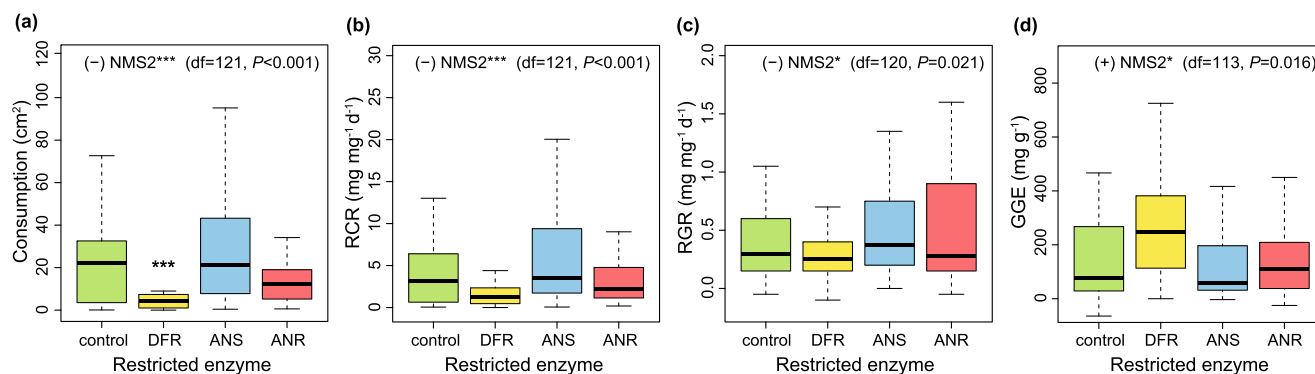 (a)
(−) NMS2*** (df=121, P<0.001)
Consumption (cm²)
120
100
80
60
40
20
0
***
control DFR ANS ANR
Restricted enzyme
(b)
(−) NMS2*** (df=121, P<0.001)
RCR (mg mg⁻¹ d⁻¹)
30
25
20
15
10
5
0
control DFR ANS ANR
Restricted enzyme
(c)
(−) NMS2* (df=120, P=0.021)
RGR (mg mg⁻¹ d⁻¹)
2.0
1.5
1.0
0.5
0.0
control DFR ANS ANR
Restricted enzyme
(d)
(+) NMS2* (df=113, P=0.016)
GGE (mg g⁻¹)
800
600
400
200
0
control DFR ANS ANR
Restricted enzyme